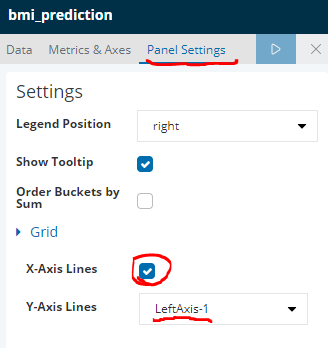 bmi_prediction
Data Metrics & Axes Panel Settings
Settings
Legend Position right
Show Tooltip
Order Buckets by
Sum
Grid
X-Axis Lines
Y-Axis Lines LeftAxis-1